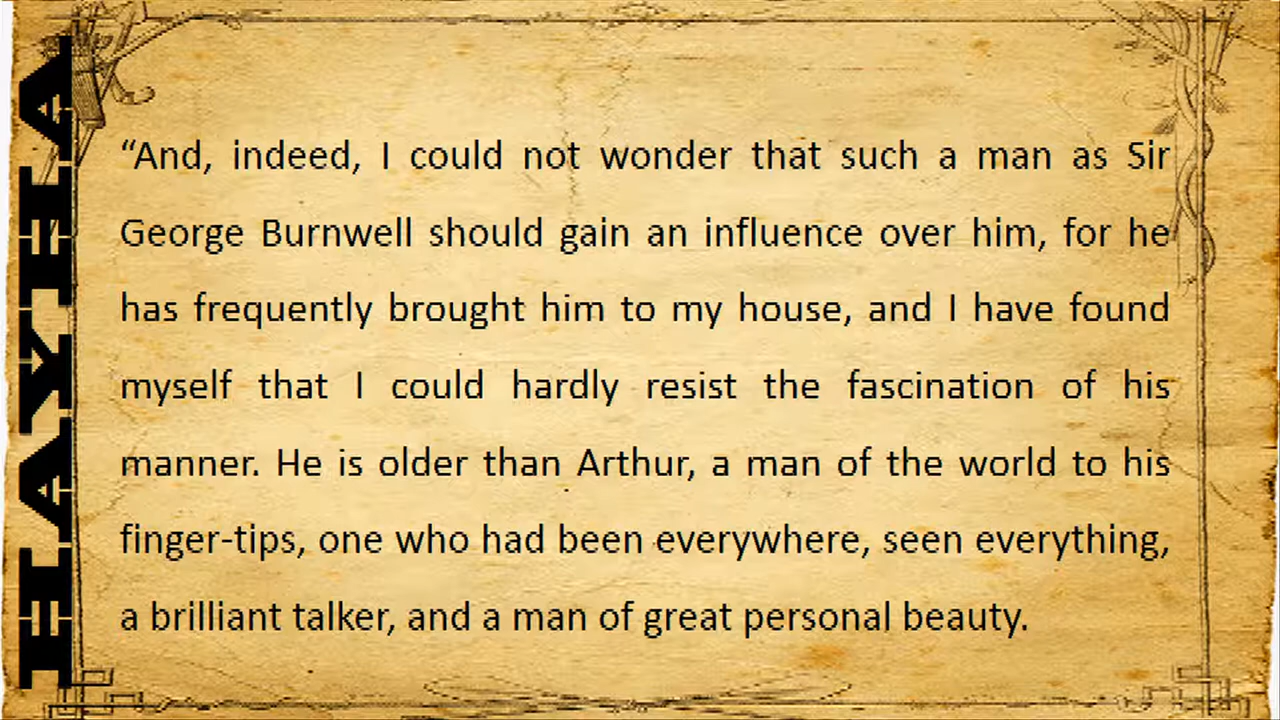 HAYHA
“And, indeed, I could not wonder that such a man as Sir
George Burnwell should gain an influence over him, for he
has frequently brought him to my house, and I have found
myself that I could hardly resist the fascination of his
manner. He is older than Arthur, a man of the world to his
finger-tips, one who had been everywhere, seen everything,
a brilliant talker, and a man of great personal beauty.